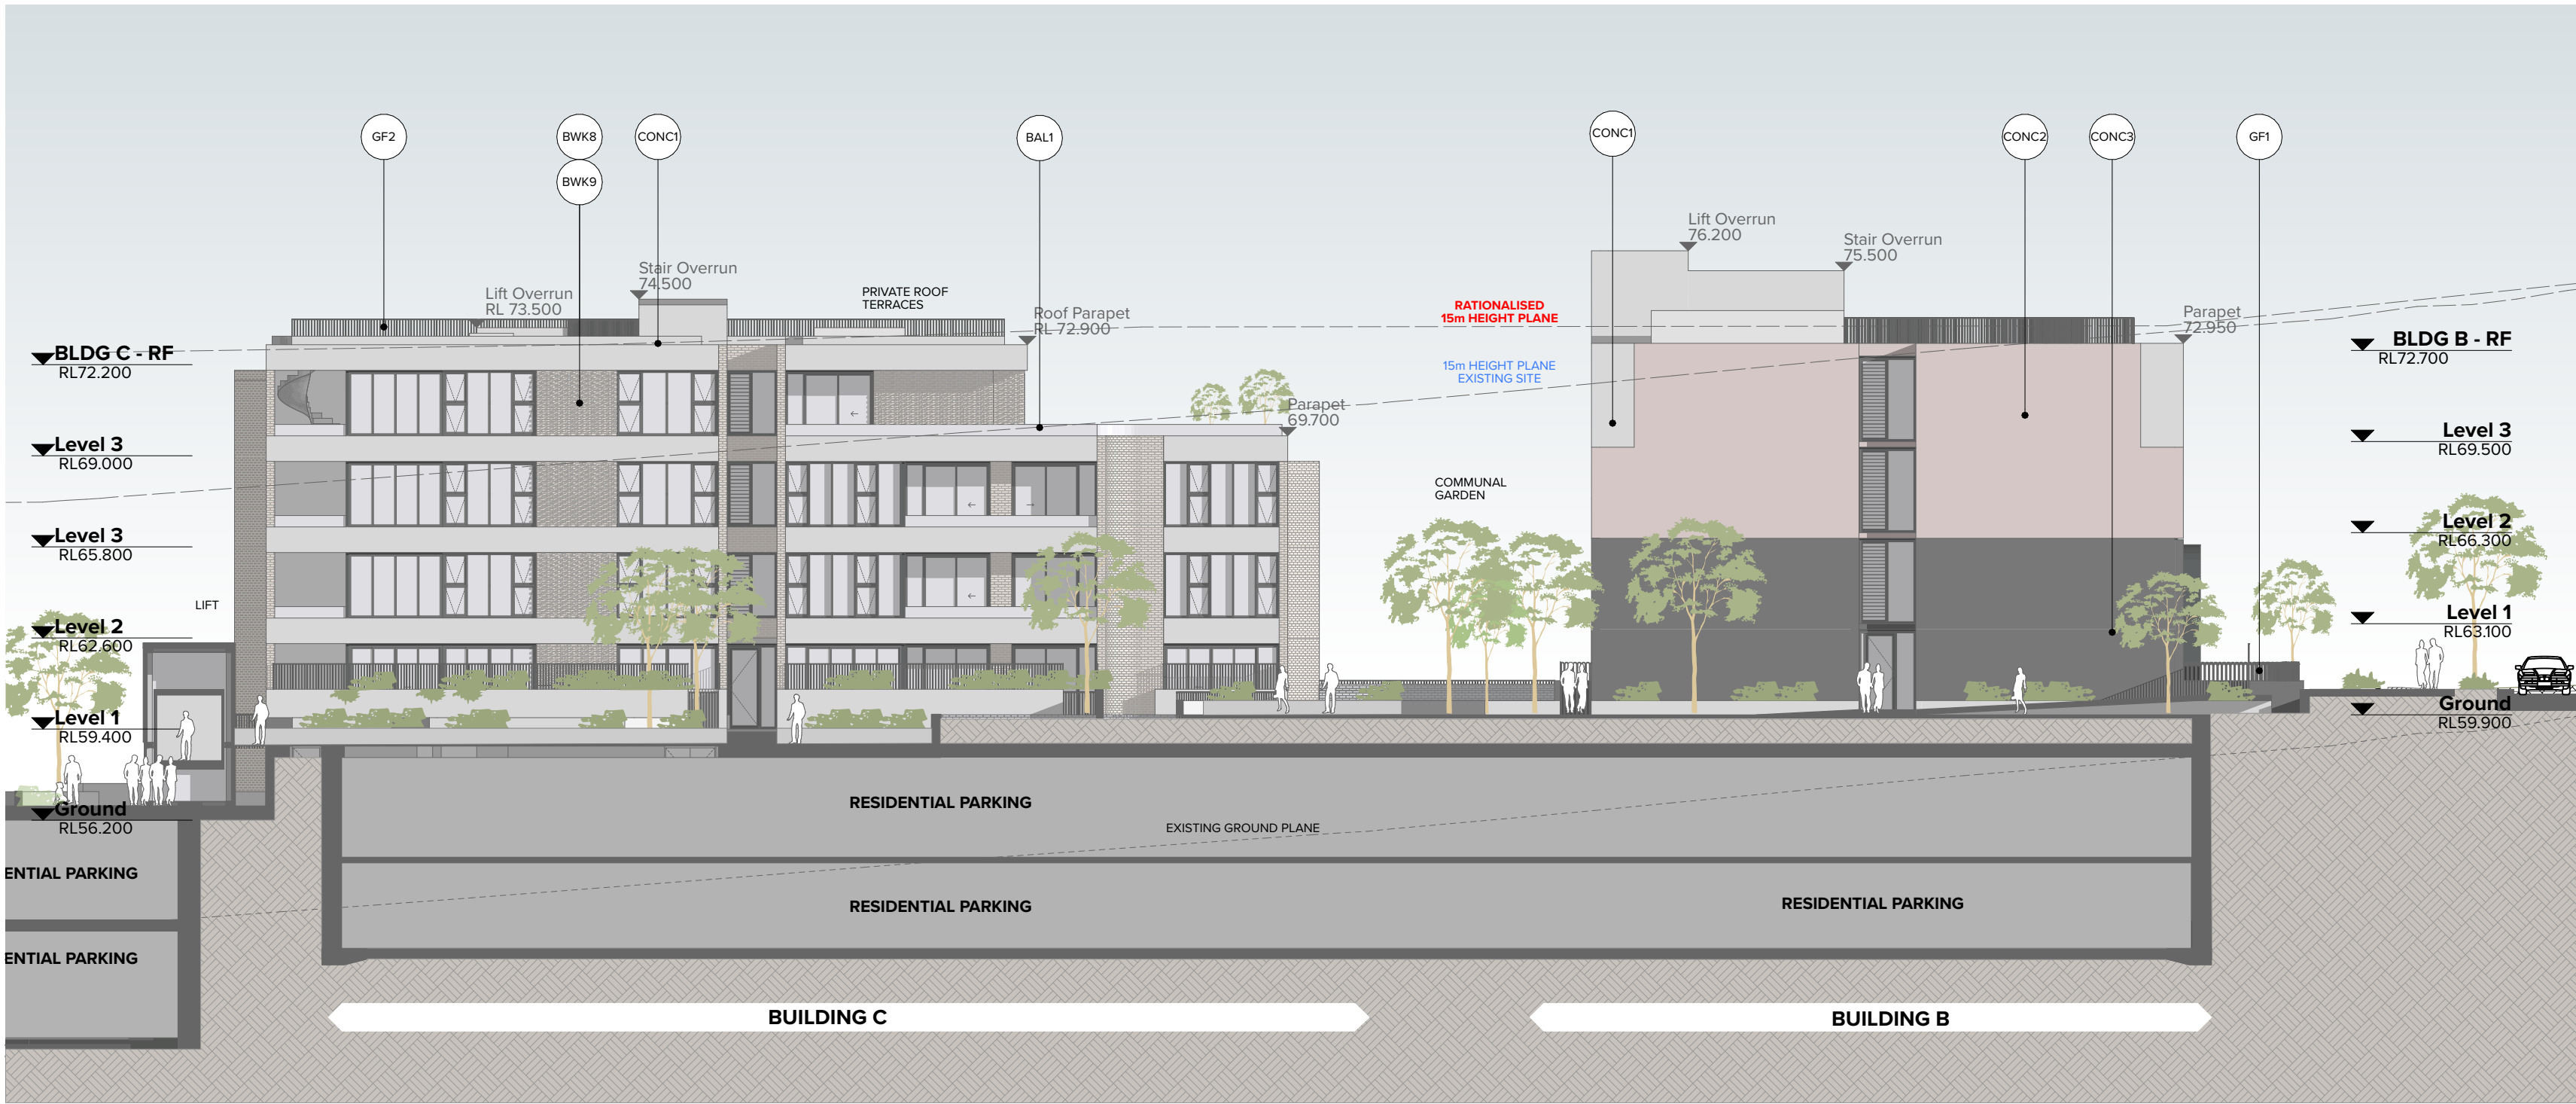 GF2
BWK8
BWK9
CONC1
BAL1
CONC1
CONC2
CONC3
GF1
Lift Overrun
76.200
Stair Overrun
75.500
Stair Overrun
74.500
Lift Overrun
RL 73.500
PRIVATE ROOF
TERRACES
Roof Parapet
RL 72.900
RATIONALISED
15m HEIGHT PLANE
Parapet
72.950
15m HEIGHT PLANE
EXISTING SITE
Parapet
69.700
BLDG C - RF
RL72.200
Level 3
RL69.000
Level 3
RL65.800
LIFT
Level 2
RL62.600
Level 1
RL59.400
Ground
RL56.200
BLDG B - RF
RL72.700
Level 3
RL69.500
Level 2
RL66.300
Level 1
RL63.100
Ground
RL59.900
COMMUNAL
GARDEN
RESIDENTIAL PARKING
EXISTING GROUND PLANE
ENTIAL PARKING
RESIDENTIAL PARKING
RESIDENTIAL PARKING
ENTIAL PARKING
BUILDING C
BUILDING B